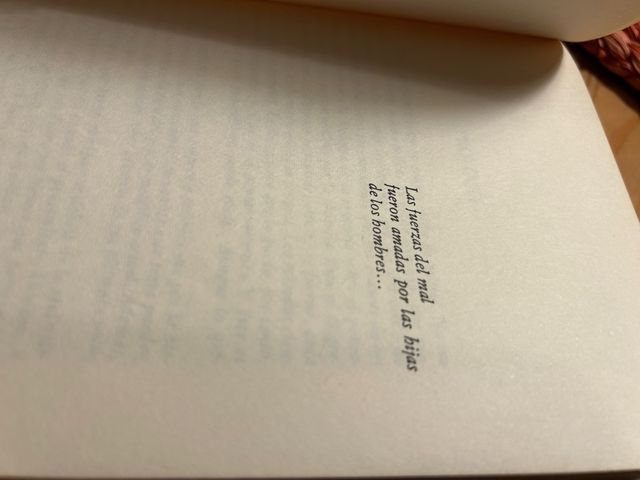 Las fuerzas del mal
fueron amadas por las hijas
de los hombres...